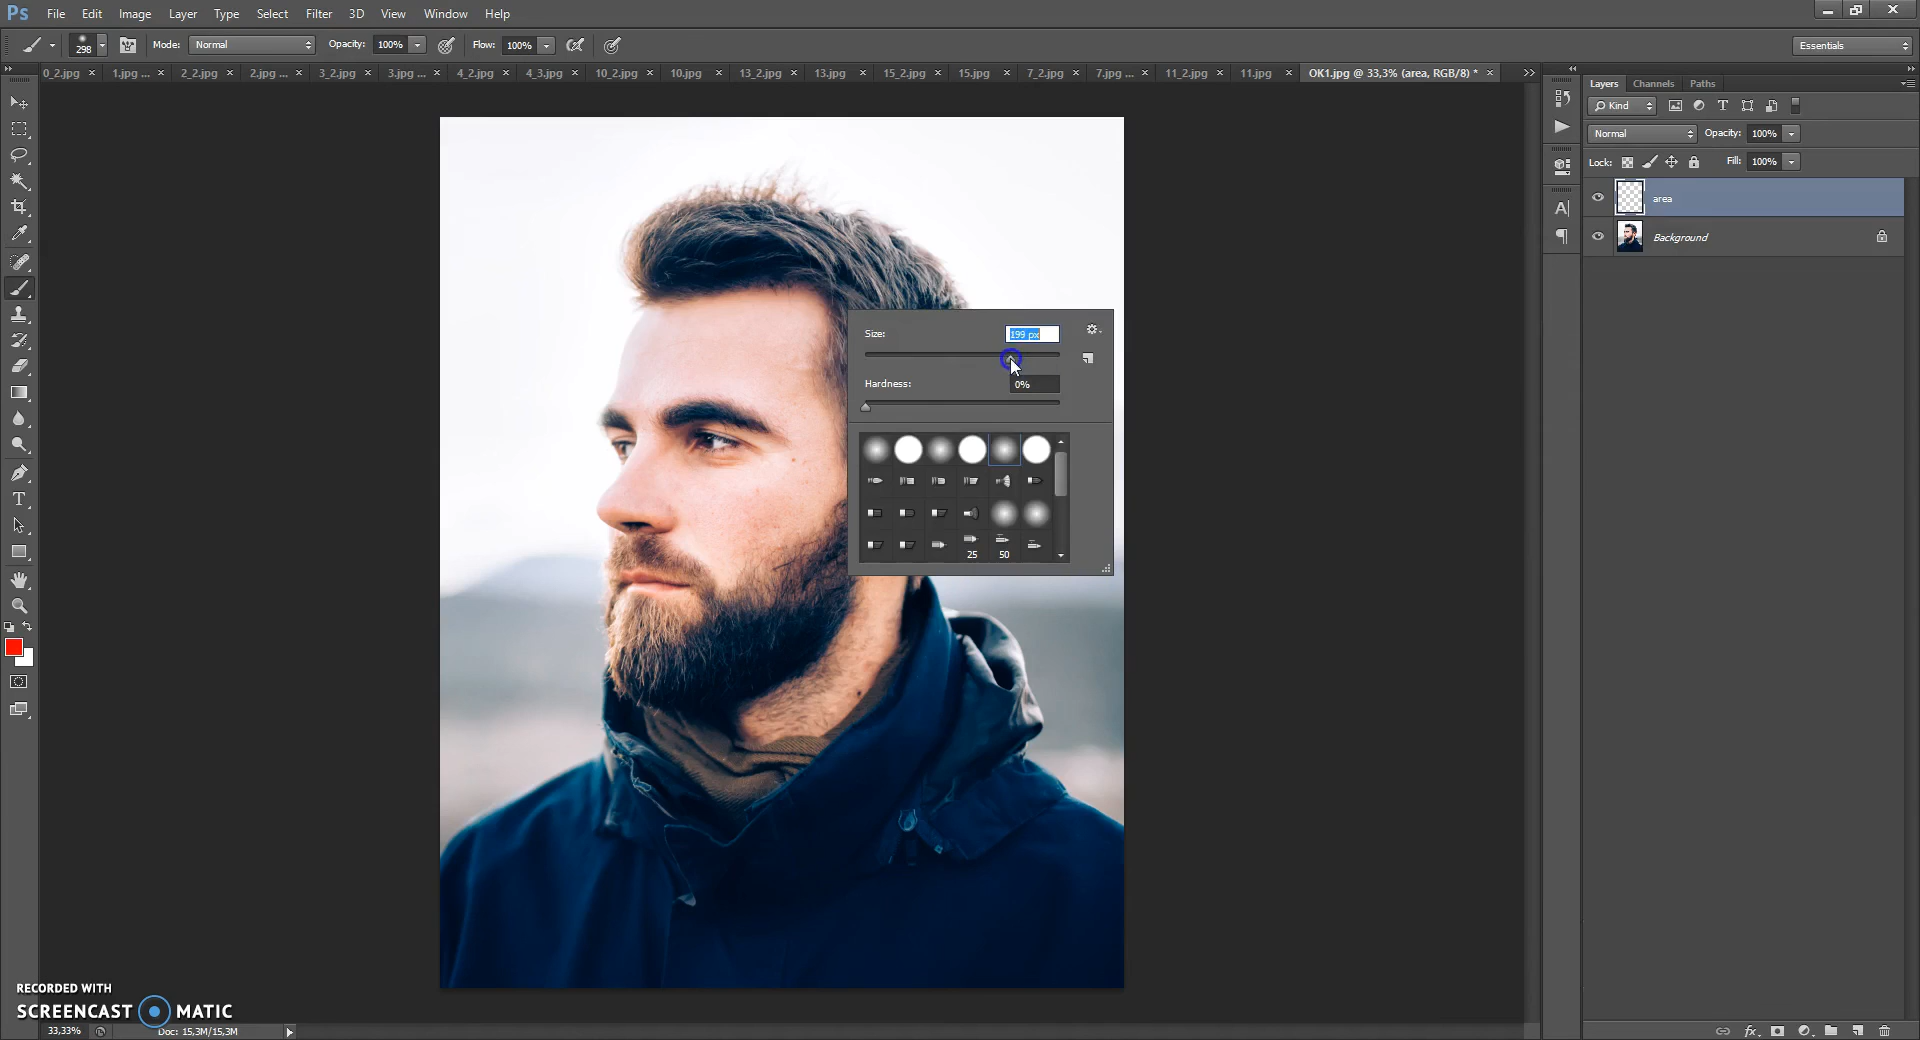 Ps File Edit Image Layer Type Select Filter 3D View Window Help
298 Mode: Normal Opacity: 100% Flow: 100% Essentials
0_2.jpg 1.jpg ... 2_2.jpg 2.jpg ... 3_2.jpg 3.jpg ... 4_2.jpg 4_3.jpg 10_2.jpg 10.jpg 13_2.jpg 13.jpg 15_2.jpg 15.jpg 7_2.jpg 7.jpg ... 11_2.jpg 11.jpg OK1.jpg @ 33,3% (area, RGB/8) *
Layers Channels Paths
Kind
Normal Opacity: 100%
Lock: Fill: 100%
area
Background
Size: 199 px
Hardness: 0%
25 50
RECORDED WITH
SCREENCAST MATIC
33,33% Doc: 15,3M/15,3M